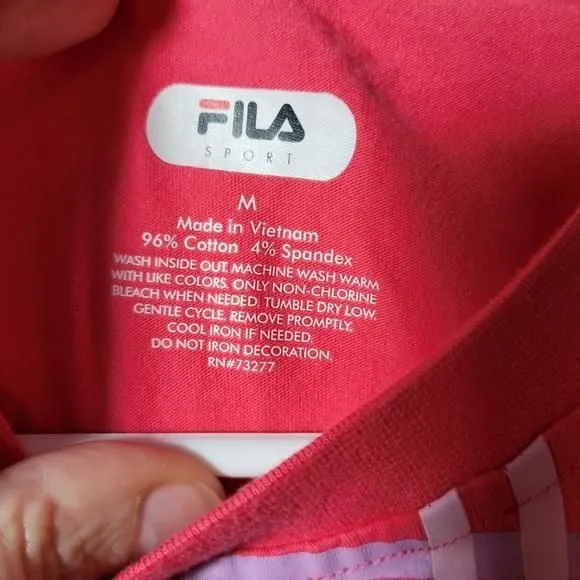 FILA
SPORT
M
Made in Vietnam
96% Cotton 4% Spandex
WASH INSIDE OUT. MACHINE WASH WARM
WITH LIKE COLORS. ONLY NON-CHLORINE
BLEACH WHEN NEEDED. TUMBLE DRY LOW.
GENTLE CYCLE. REMOVE PROMPTLY.
COOL IRON IF NEEDED.
DO NOT IRON DECORATION.
RN#73277